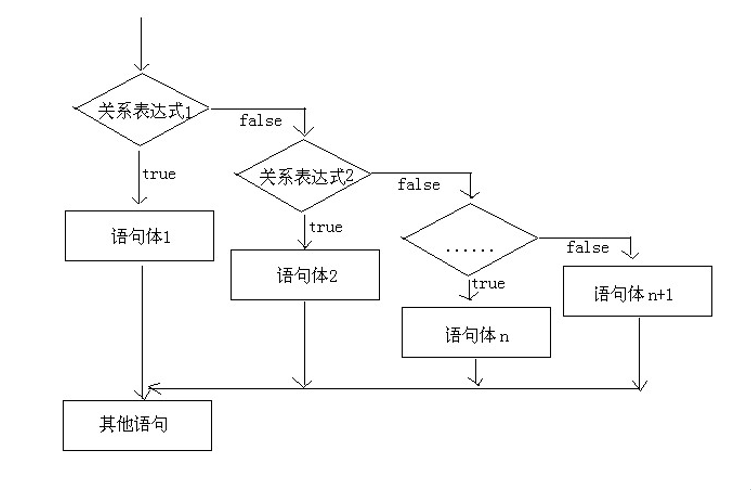 关系表达式1
false
true
关系表达式2
false
语句体1
true
......
false
语句体2
true
语句体n+1
语句体n
其他语句